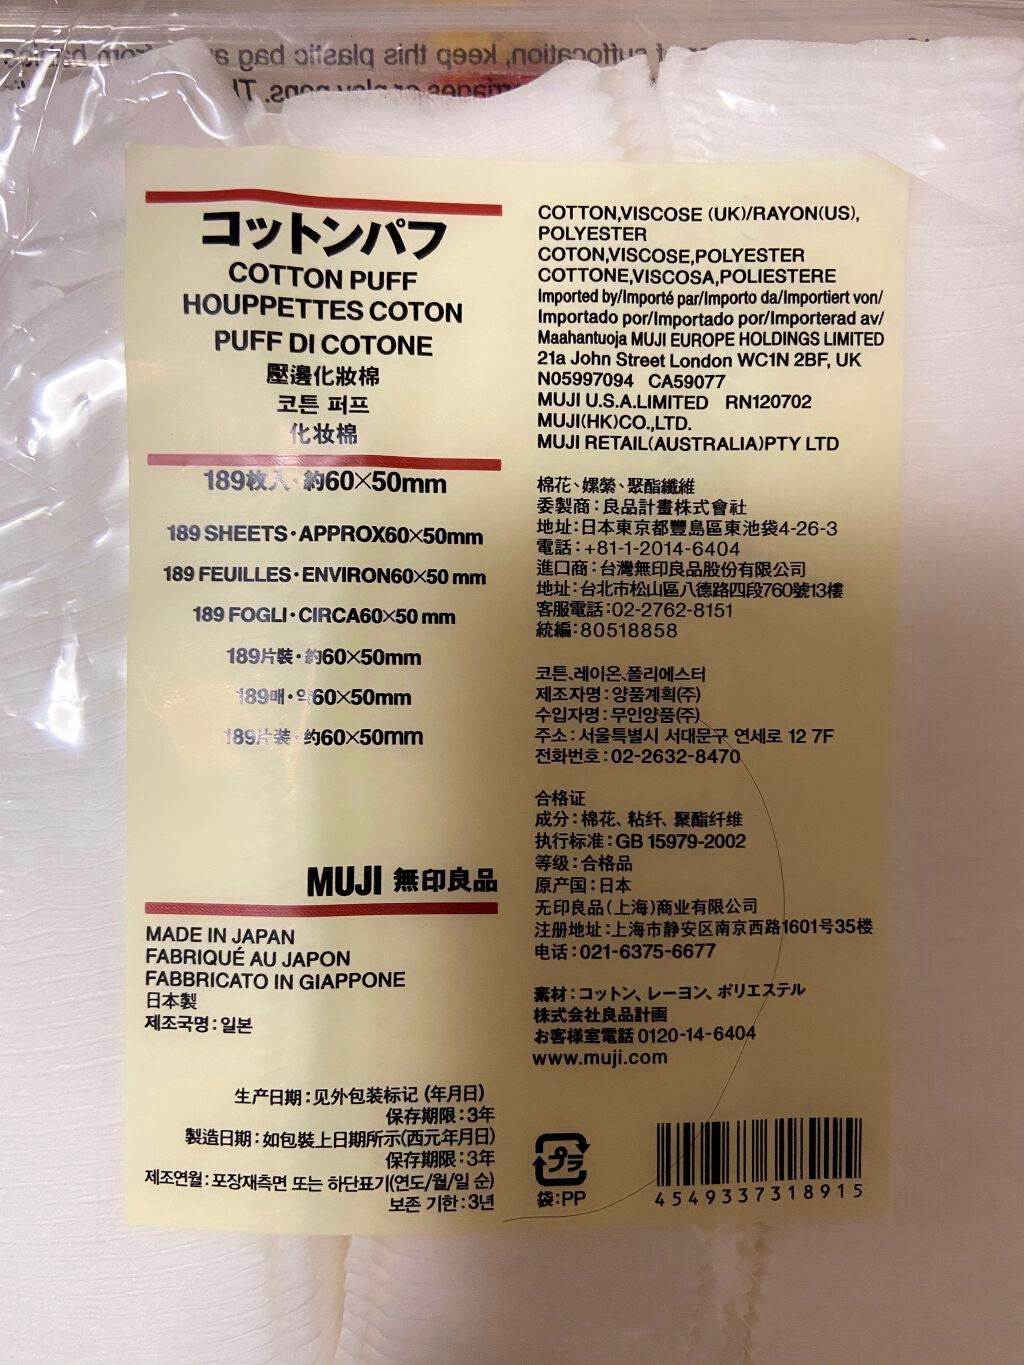 of suffocation, keep this plastic bag a
from babies
rriages or play pens. Th
コットンパフ
COTTON PUFF
HOUPPETTES COTON
PUFF DI COTONE
壓邊化妝棉
코튼 퍼프
化妆棉
189枚入・約60×50mm
189 SHEETS・APPROX60×50mm
189 FEUILLES・ENVIRON60×50 mm
189 FOGLI・CIRCA60×50 mm
189片裝・約60×50mm
189매・약60×50mm
189片装・约60×50mm
MUJI 無印良品
MADE IN JAPAN
FABRIQUÉ AU JAPON
FABBRICATO IN GIAPPONE
日本製
제조국명:일본
生产日期:见外包装标记 (年月日)
保存期限:3年
製造日期:如包裝上日期所示(西元年月日)
保存期限:3年
제조연월:포장재측면 또는 하단표기(연도/월/일 순)
보존 기한:3년
COTTON,VISCOSE (UK)/RAYON(US),
POLYESTER
COTON,VISCOSE,POLYESTER
COTTONE,VISCOSA,POLIESTERE
Imported by/Importé par/Importo da/Importiert von/
Importado por/Importado por/Importerad av/
Maahantuoja MUJI EUROPE HOLDINGS LIMITED
21a John Street London WC1N 2BF, UK
N05997094 CA59077
MUJI U.S.A.LIMITED RN120702
MUJI(HK)CO.,LTD.
MUJI RETAIL(AUSTRALIA)PTY LTD
棉花、嫘縈、聚酯纖維
委製商:良品計畫株式會社
地址:日本東京都豐島區東池袋4-26-3
電話:+81-1-2014-6404
進口商:台灣無印良品股份有限公司
地址:台北市松山區八德路四段760號13樓
客服電話:02-2762-8151
統編:80518858
코튼,레이온,폴리에스터
제조자명:양품계획(주)
수입자명:무인양품(주)
주소:서울특별시 서대문구 연세로 12 7F
전화번호:02-2632-8470
合格证
成分:棉花、粘纤、聚酯纤维
执行标准:GB 15979-2002
等级:合格品
原产国:日本
无印良品(上海)商业有限公司
注册地址:上海市静安区南京西路1601号35楼
电话:021-6375-6677
素材:コットン、レーヨン、ポリエステル
株式会社良品計画
お客様室電話 0120-14-6404
www.muji.com
プラ
袋:PP
4549337318915